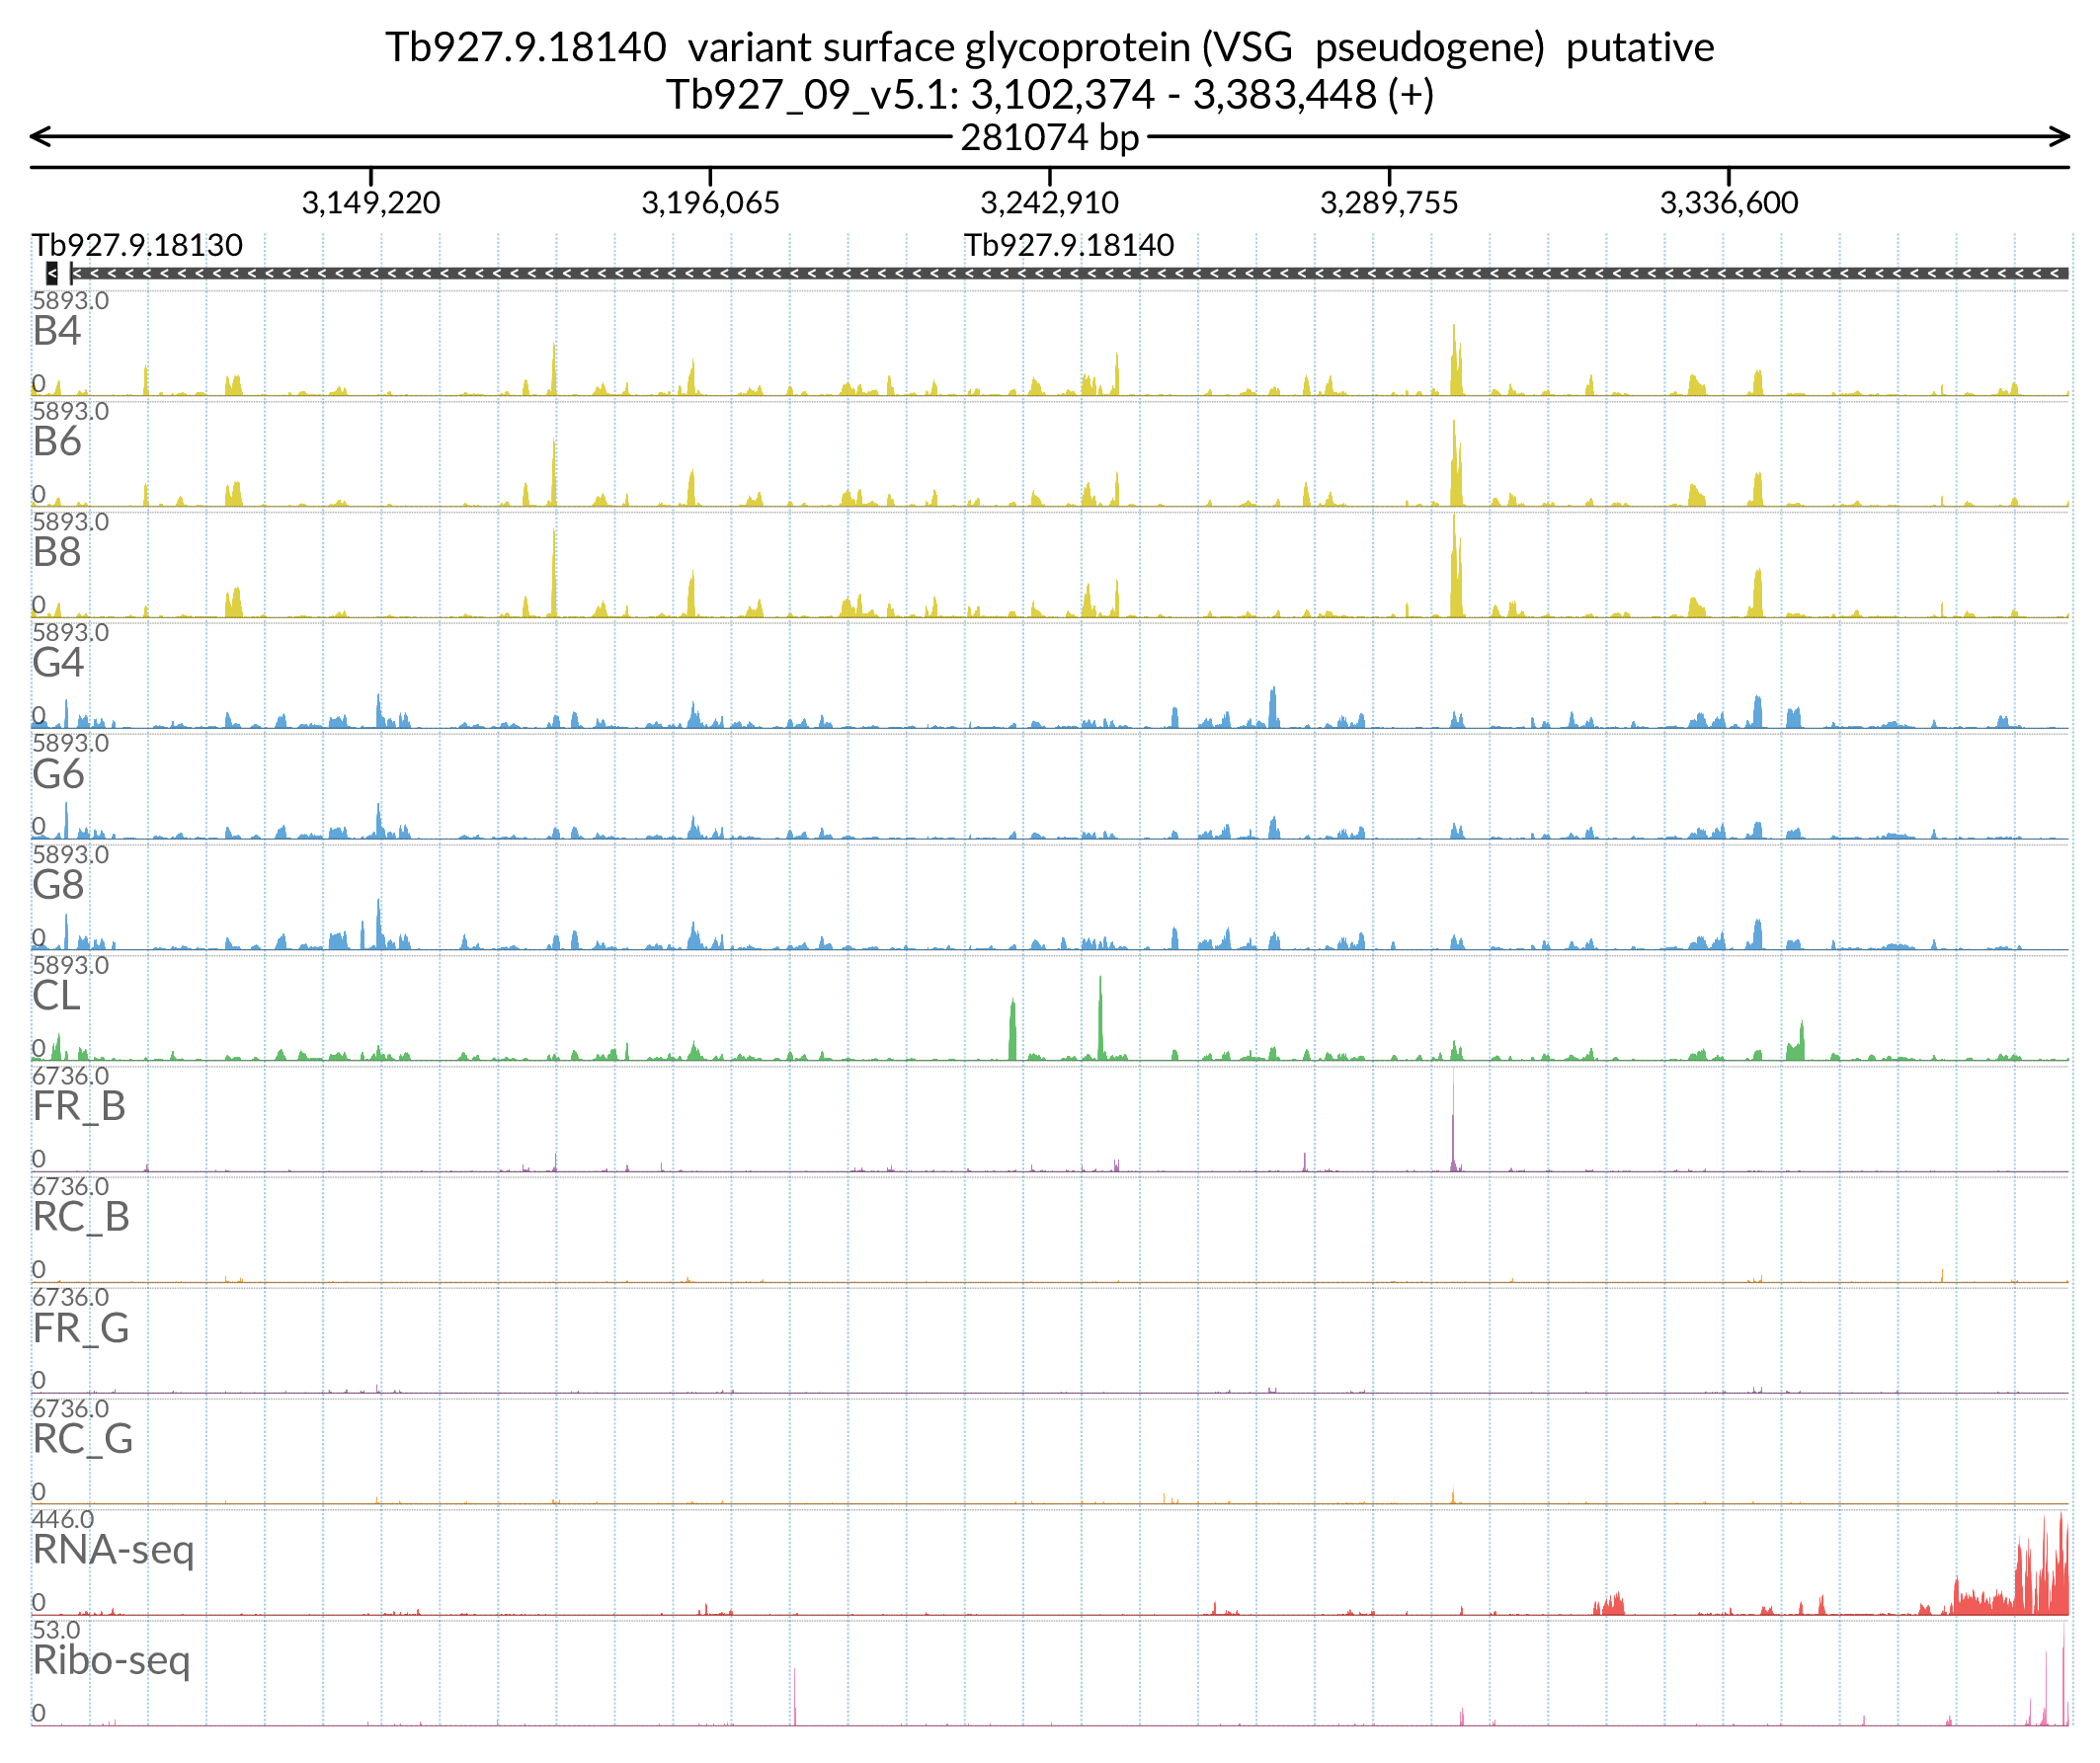 Tb927.9.18140  variant surface glycoprotein (VSG  pseudogene)  putative
Tb927_09_v5.1: 3,102,374 - 3,383,448 (+)
281074 bp
3,149,220 3,196,065 3,242,910 3,289,755 3,336,600
Tb927.9.18130 Tb927.9.18140
5893.0
B4
0
5893.0
B6
0
5893.0
B8
0
5893.0
G4
0
5893.0
G6
0
5893.0
G8
0
5893.0
CL
0
6736.0
FR_B
0
6736.0
RC_B
0
6736.0
FR_G
0
6736.0
RC_G
0
446.0
RNA-seq
0
53.0
Ribo-seq
0